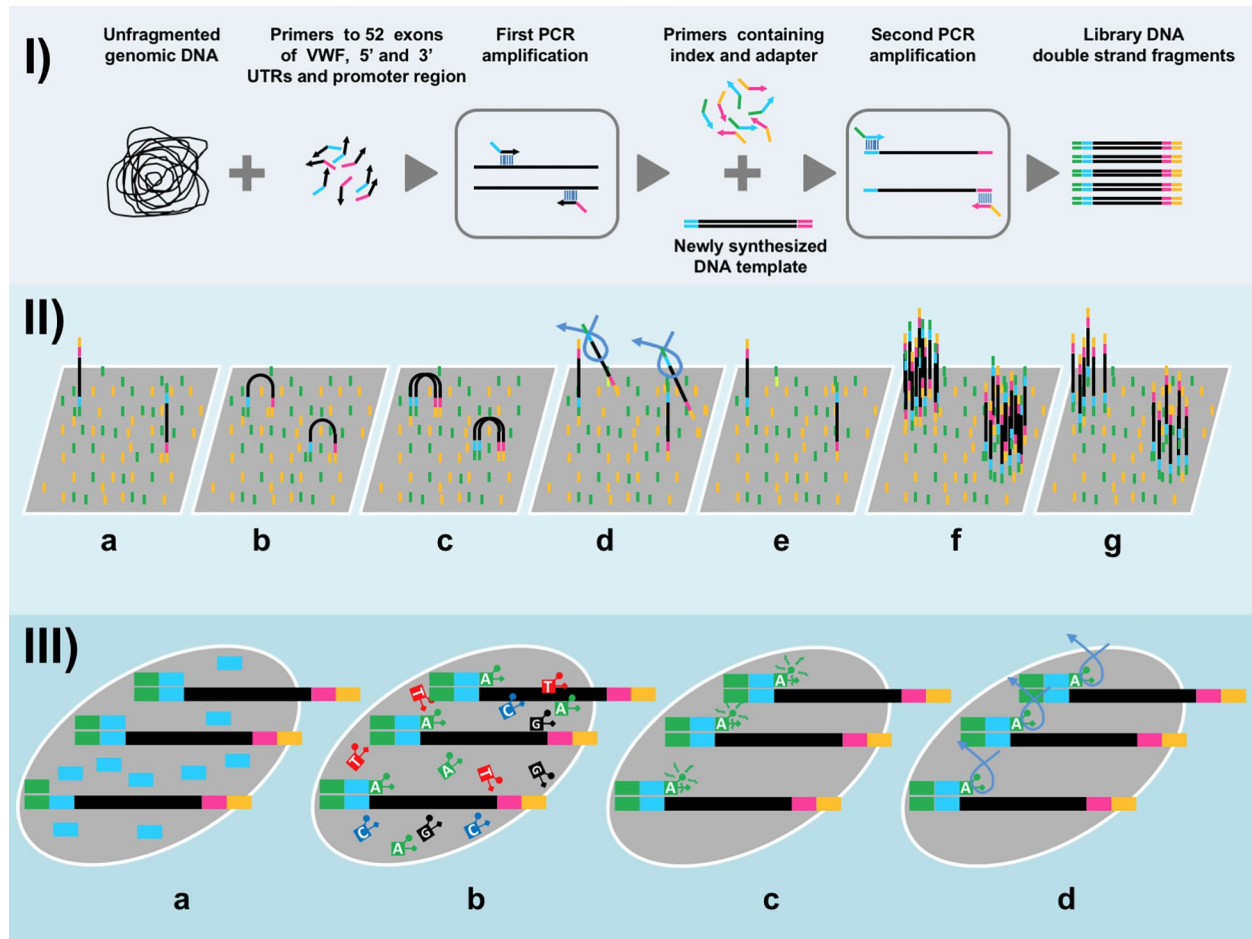 I)
Unfragmented
genomic DNA
Primers to 52 exons
of VWF, 5’ and 3’
UTRs and promoter region
First PCR
amplification
Primers containing
index and adapter
Newly synthesized
DNA template
Second PCR
amplification
Library DNA
double strand fragments
II)
a b c d e f g
III)
A T
T C A
A G
T A T G
A
C G C
A
A
A
A
A
A
A
a b c d